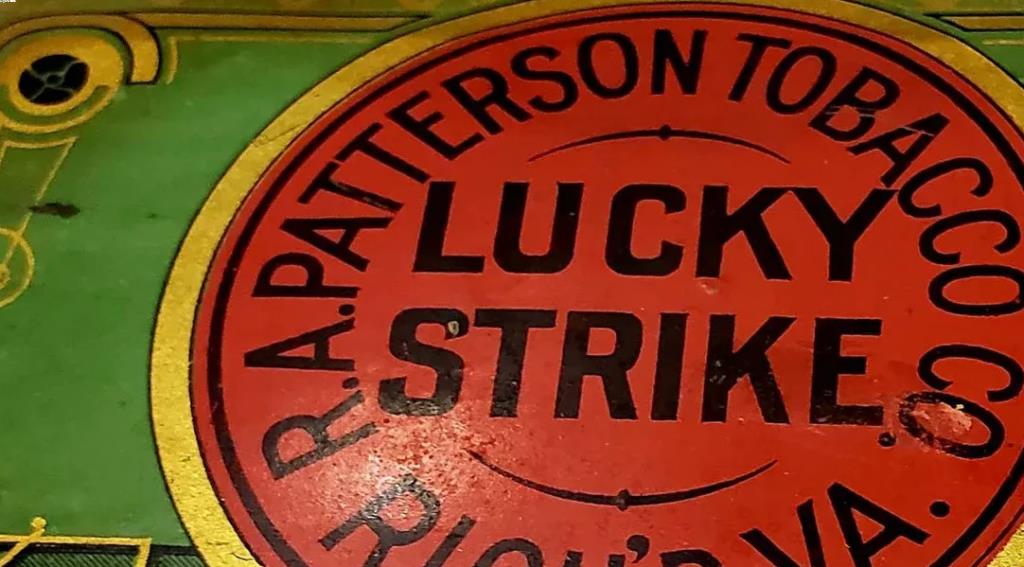 R.A. PATTERSON TOBACCO CO
LUCKY
STRIKE.
RICH'D VA.